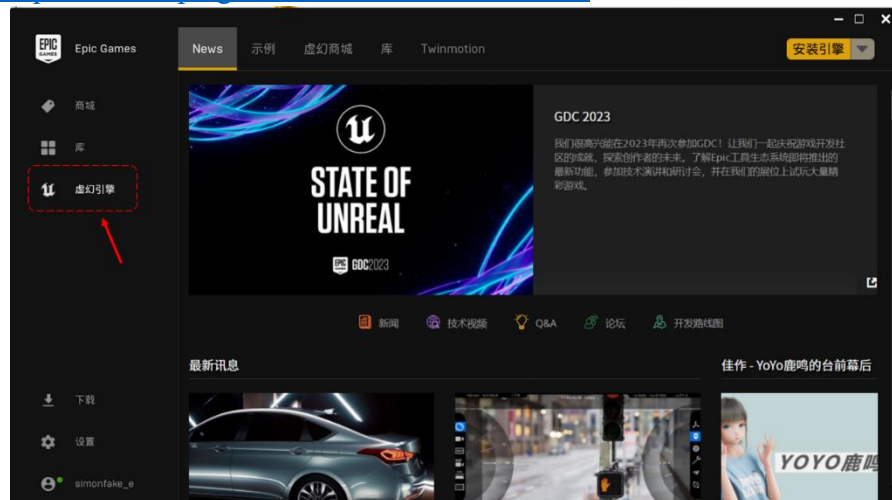 EPIC GAMES
Epic Games
News
示例
虚幻商城
库
Twinmotion
安装引擎
商城
库
虚幻引擎
STATE OF
UNREAL
EPIC GAMES GDC2023
GDC 2023
我们很高兴能在2023年再次参加GDC！让我们一起庆祝游戏开发社
区的成就，探索创作者的未来。了解Epic工具生态系统即将推出的
最新功能，参加技术演讲和研讨会，并在我们的展位上试玩大量精
彩游戏。
新闻
技术视频
Q&A
论坛
开发路线图
最新讯息
佳作 - YoYo鹿鸣的台前幕后
YOYO鹿鸣
下载
设置
simonfake_e